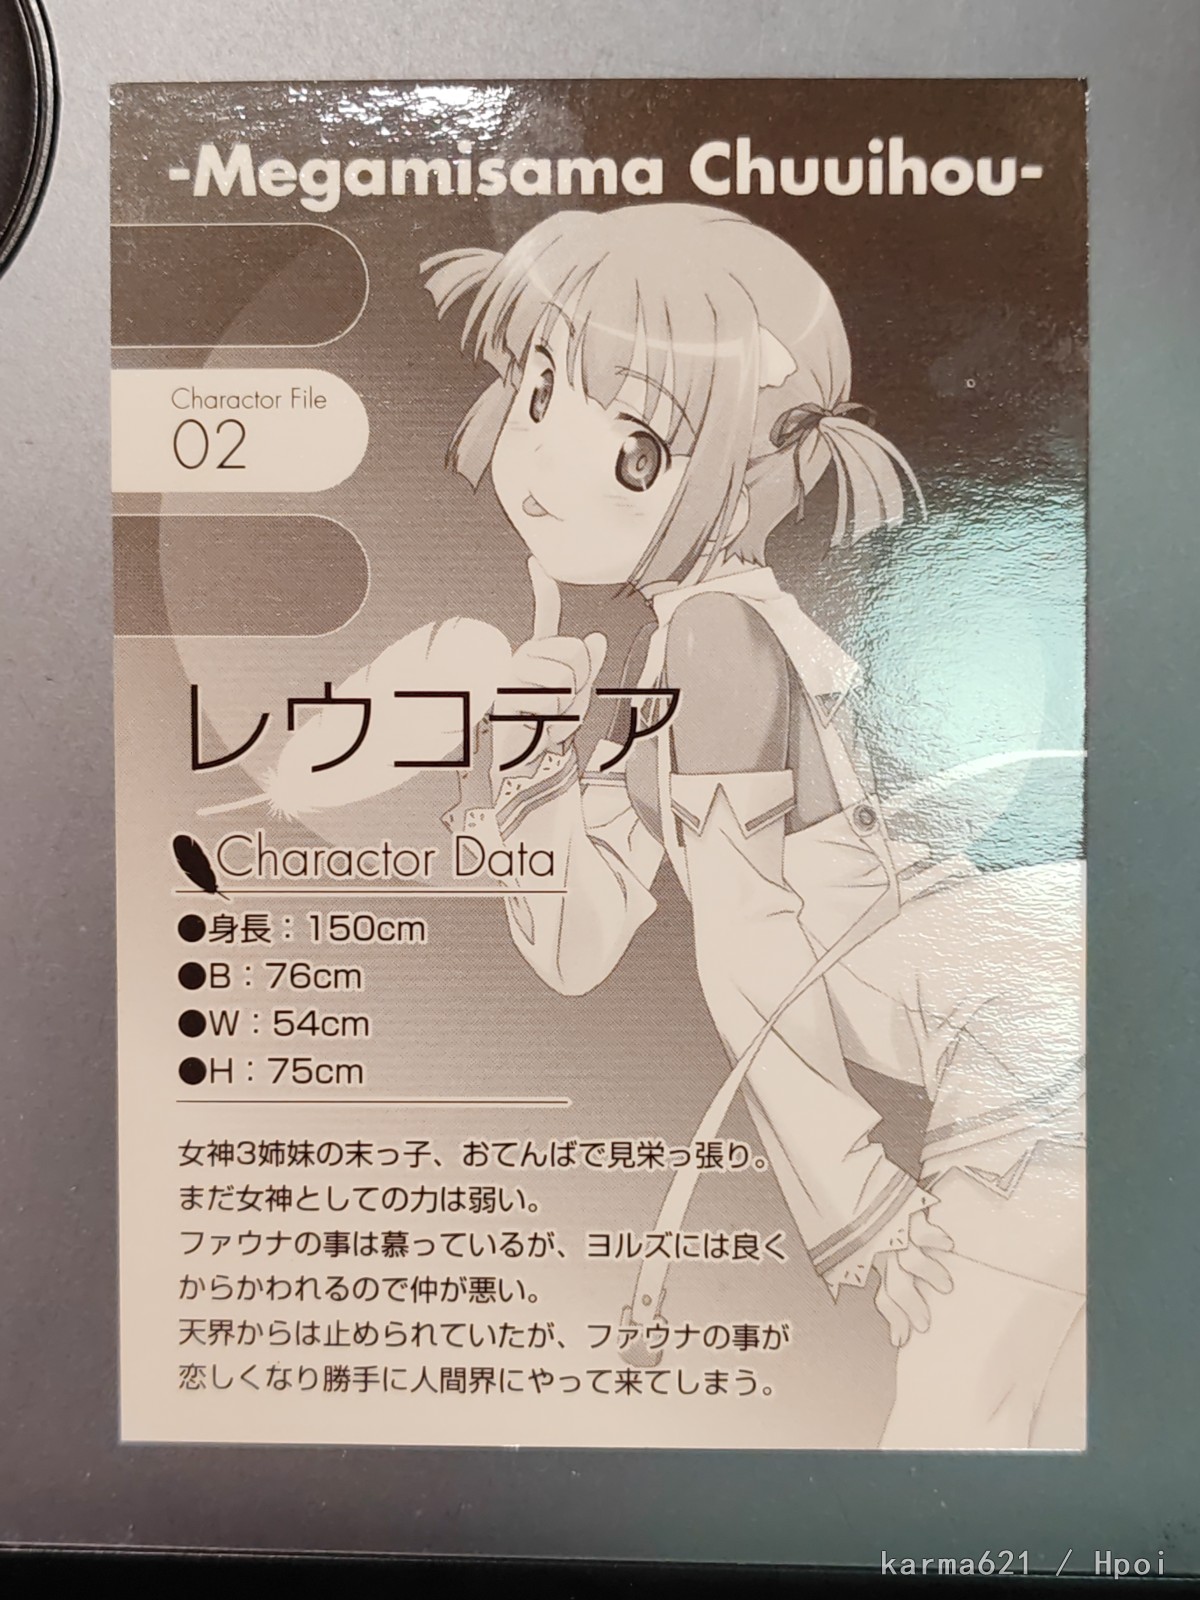 -Megamisama Chuuihou-
Charactor File
02
レウコテア
Charactor Data
●身長：150cm
●B：76cm
●W：54cm
●H：75cm
女神3姉妹の末っ子、おてんばで見栄っ張り。
まだ女神としての力は弱い。
ファウナの事は慕っているが、ヨルズには良く
からかわれるので仲が悪い。
天界からは止められていたが、ファウナの事が
恋しくなり勝手に人間界にやって来てしまう。
karma621 / Hpoi